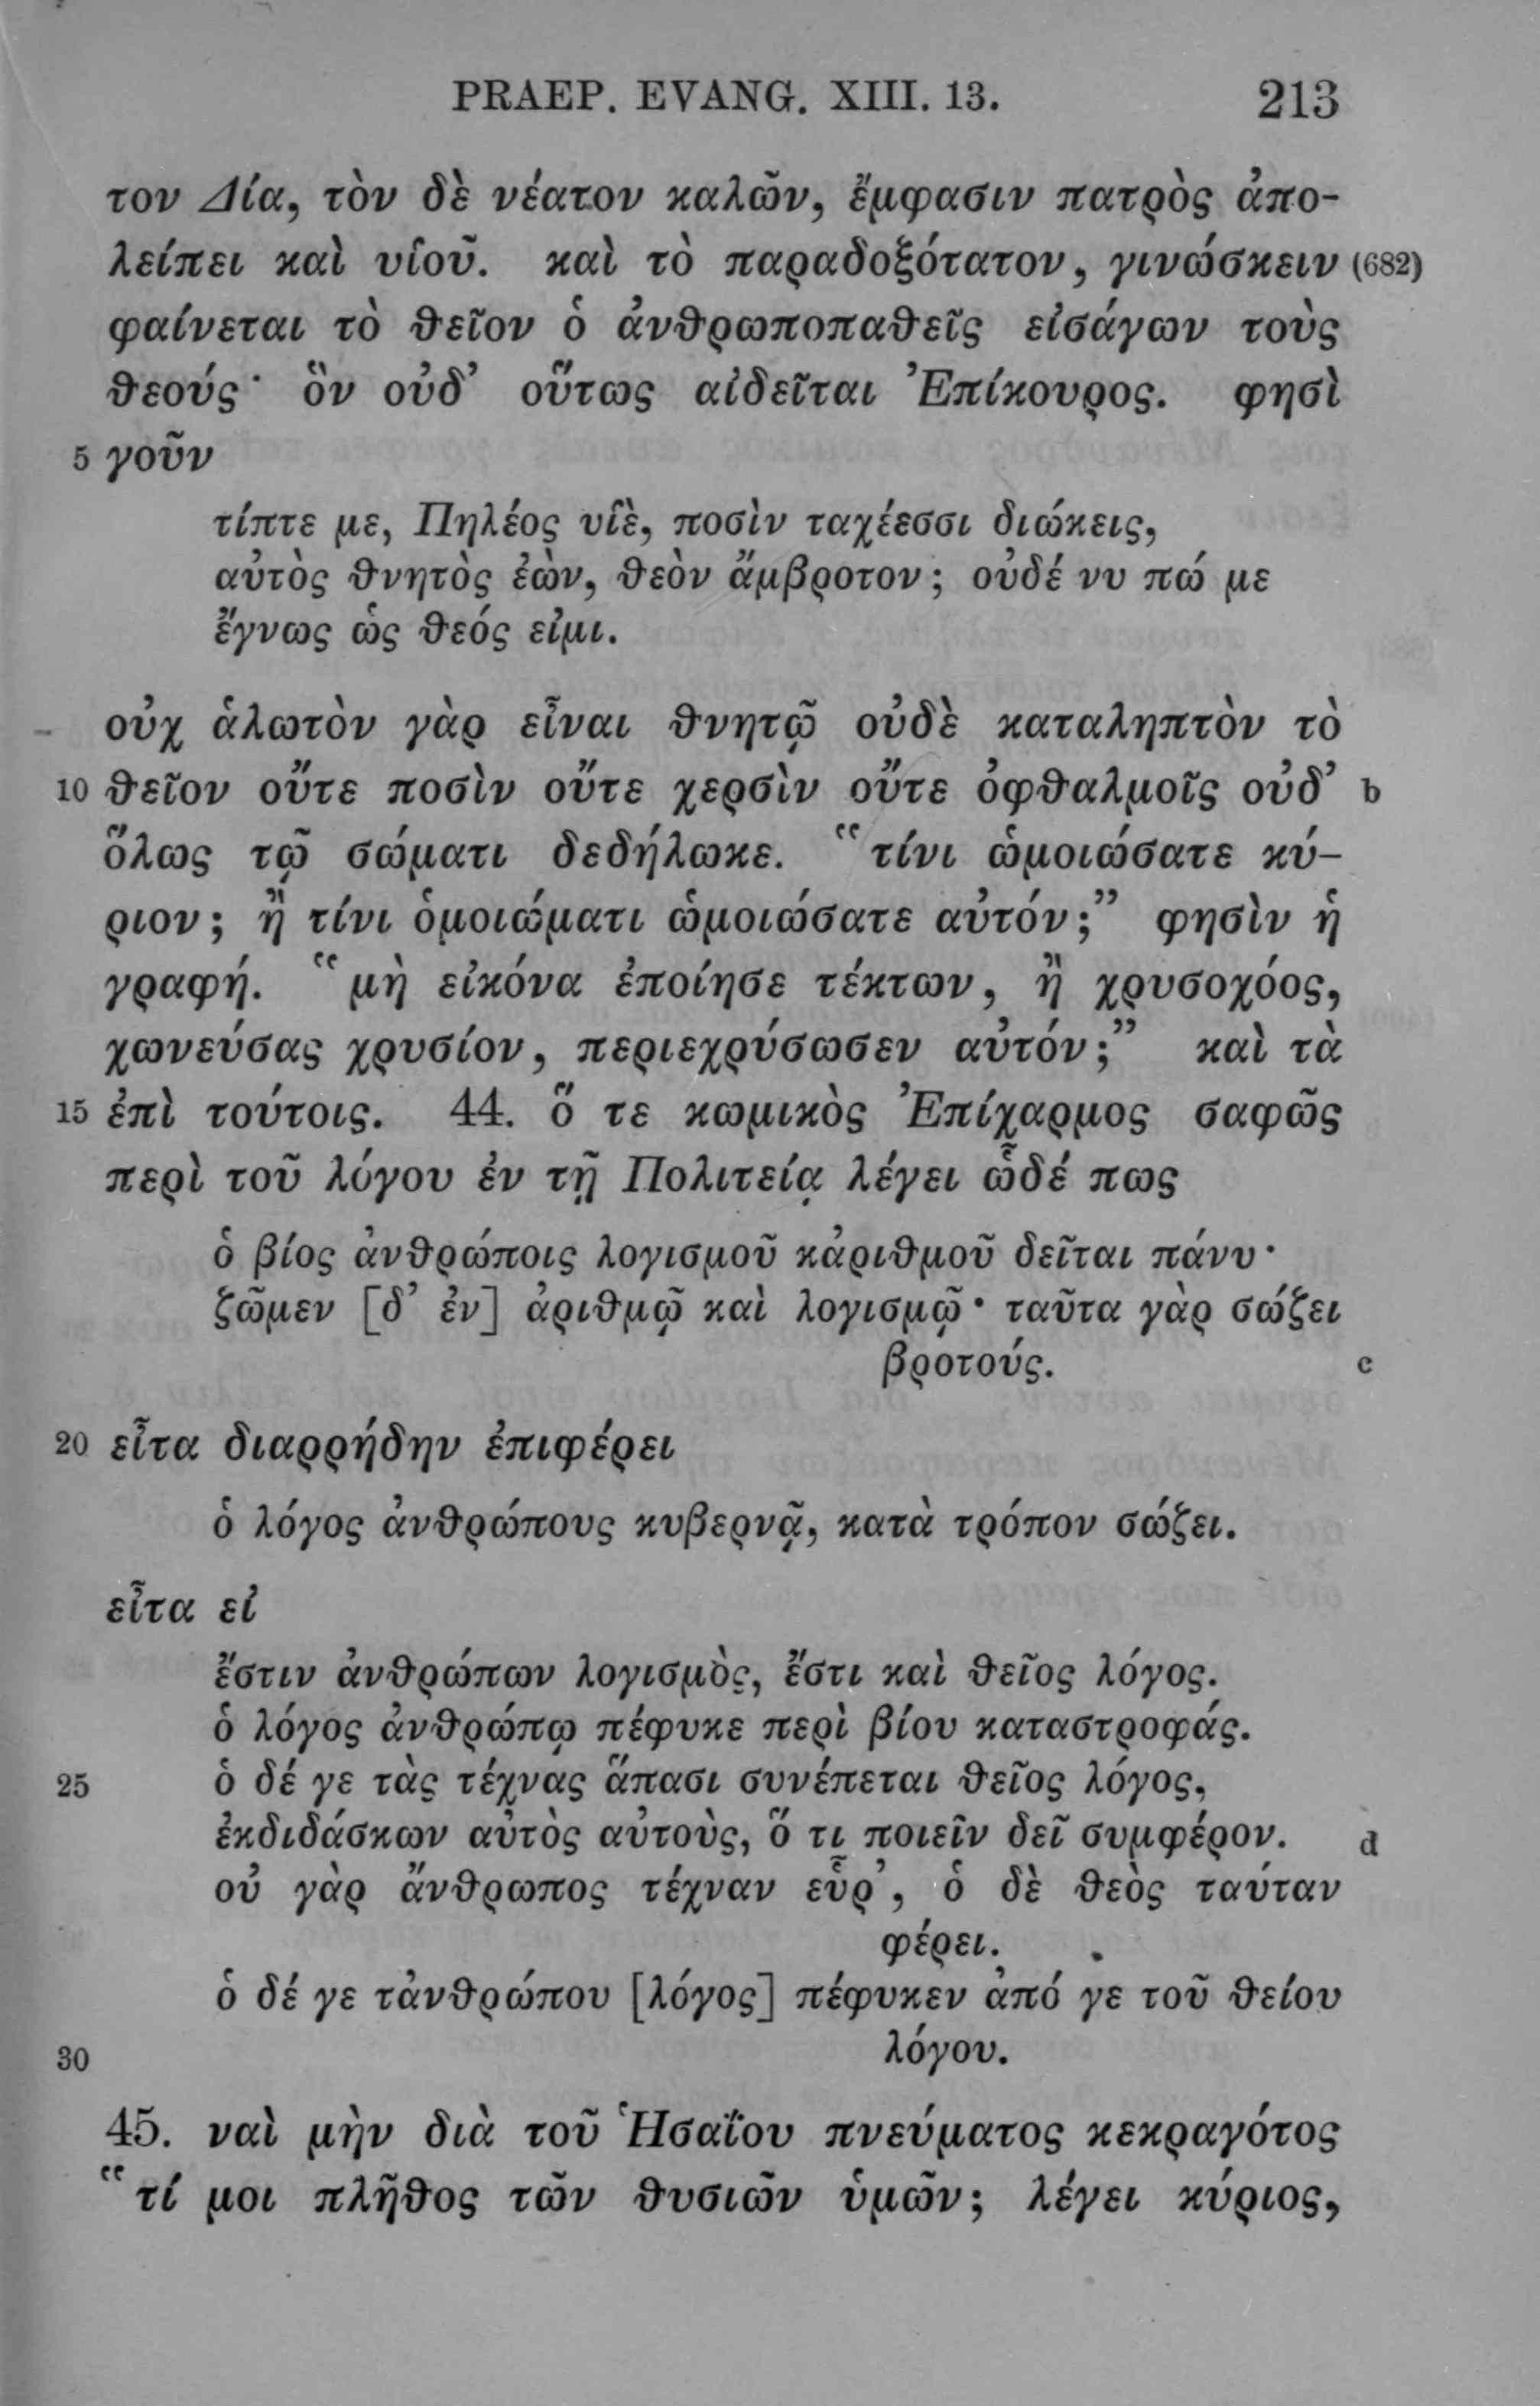 PRAEP. EVANG. XIII. 13. 213
τον Δία, τὸν δὲ νέατον καλῶν, ἔμφασιν πατρὸς ἀπο-
λείπει καὶ υἱοῦ. καὶ τὸ παραδοξότατον, γινώσκειν (682)
φαίνεται τὸ θεῖον ὁ ἀνθρωποπαθεῖς εἰσάγων τοὺς
θεούς· ὃν οὐδ’ οὕτως αἰδεῖται Ἐπίκουρος. φησὶ
5 γοῦν
τίπτε με, Πηλέος υἱὲ, ποσὶν ταχέεσσι διώκεις,
αὐτὸς θνητὸς ἐὼν, θεὸν ἄμβροτον; οὐδέ νυ πώ με
ἔγνως ὡς θεός εἰμι.
οὐχ ἁλωτὸν γὰρ εἶναι θνητῷ οὐδὲ καταληπτὸν τὸ
10 θεῖον οὔτε ποσὶν οὔτε χερσὶν οὔτε ὀφθαλμοῖς οὐδ’ b
ὅλως τῷ σώματι δεδήλωκε. “τίνι ὡμοιώσατε κύ-
ριον; ἢ τίνι ὁμοιώματι ὡμοιώσατε αὐτόν;” φησὶν ἡ
γραφή. “μὴ εἰκόνα ἐποίησε τέκτων, ἢ χρυσοχόος,
χωνεύσας χρυσίον, περιεχρύσωσεν αὐτόν;” καὶ τὰ
15 ἐπὶ τούτοις. 44. ὅ τε κωμικὸς Ἐπίχαρμος σαφῶς
περὶ τοῦ λόγου ἐν τῇ Πολιτείᾳ λέγει ὧδέ πως
ὁ βίος ἀνθρώποις λογισμοῦ κἀριθμοῦ δεῖται πάνυ·
ζῶμεν [δ’ ἐν] ἀριθμῷ καὶ λογισμῷ· ταῦτα γὰρ σώζει
βροτούς. c
20 εἶτα διαρρήδην ἐπιφέρει
ὁ λόγος ἀνθρώπους κυβερνᾷ, κατὰ τρόπον σώζει.
εἶτα εἰ
ἔστιν ἀνθρώπων λογισμὸς, ἔστι καὶ θεῖος λόγος.
ὁ λόγος ἀνθρώπῳ πέφυκε περὶ βίου καταστροφάς.
25 ὁ δέ γε τὰς τέχνας ἅπασι συνέπεται θεῖος λόγος,
ἐκδιδάσκων αὐτὸς αὐτοὺς, ὅ τι ποιεῖν δεῖ συμφέρον. d
οὐ γὰρ ἄνθρωπος τέχναν εὗρ’, ὁ δὲ θεὸς ταύταν
φέρει.
ὁ δέ γε τἀνθρώπου [λόγος] πέφυκεν ἀπό γε τοῦ θείου
30 λόγου.
45. ναὶ μὴν διὰ τοῦ Ἡσαΐου πνεύματος κεκραγότος
“τί μοι πλῆθος τῶν θυσιῶν ὑμῶν; λέγει κύριος,